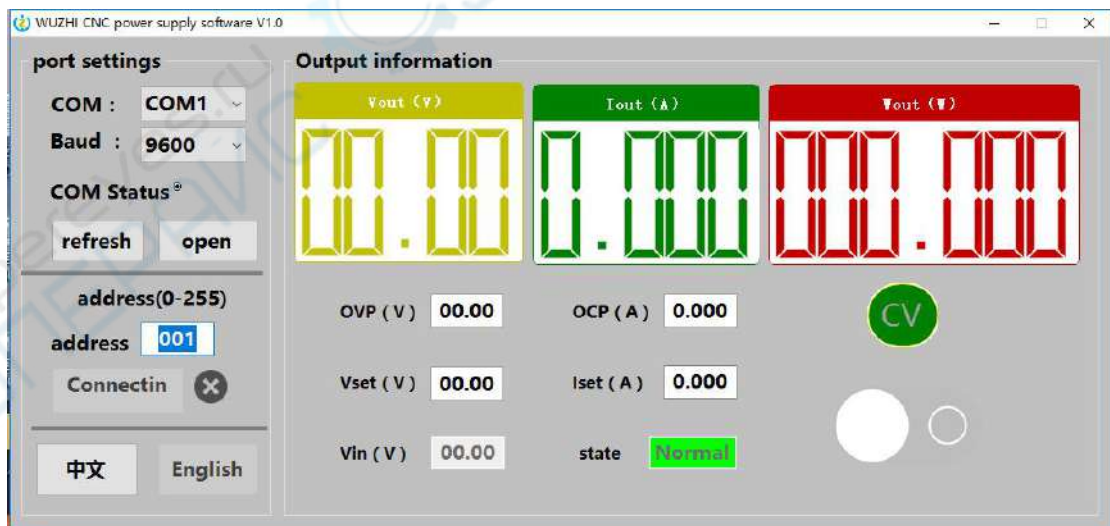 WUZHI CNC power supply software V1.0
port settings
COM : COM1
Baud : 9600
COM Status
refresh open
address(0-255)
address 001
Connectin
中文 English
Output information
Vout (V) Iout (A) Wout (W)
00.00 0.000 000.000
OVP ( V ) 00.00 OCP ( A ) 0.000 CV
Vset ( V ) 00.00 Iset ( A ) 0.000
Vin ( V ) 00.00 state Normal